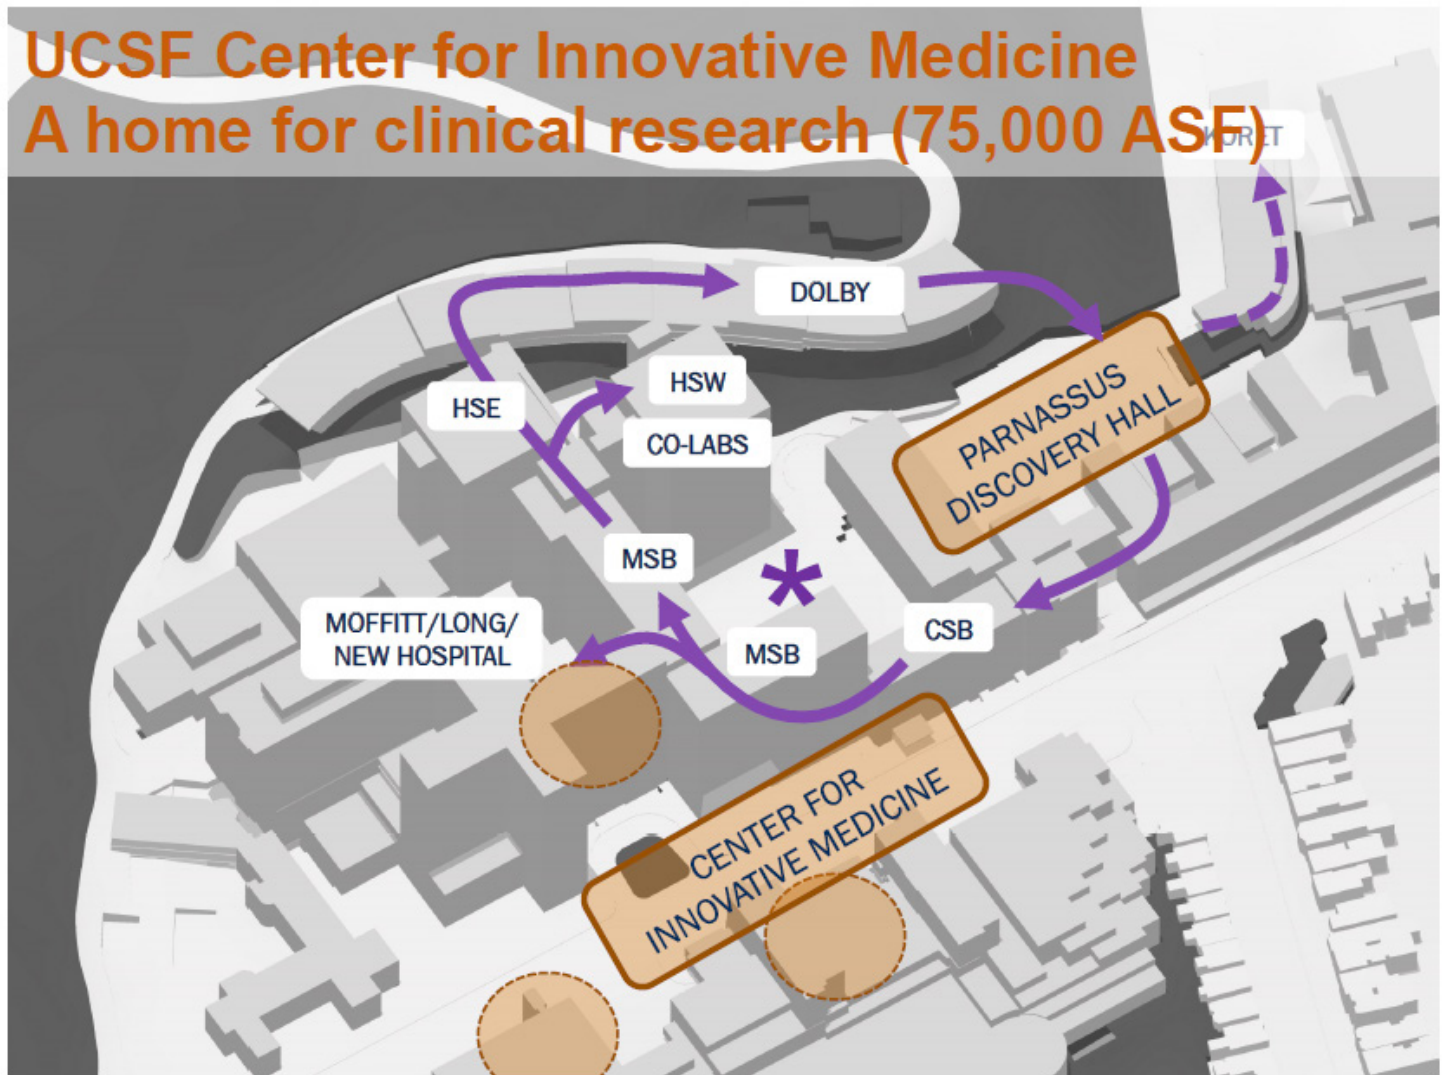 UCSF Center for Innovative Medicine
A home for clinical research (75,000 ASF)
KORET
DOLBY
HSW
HSE
CO-LABS
PARNASSUS
DISCOVERY HALL
MSB
*
MOFFITT/LONG/
NEW HOSPITAL
CSB
MSB
CENTER FOR
INNOVATIVE MEDICINE